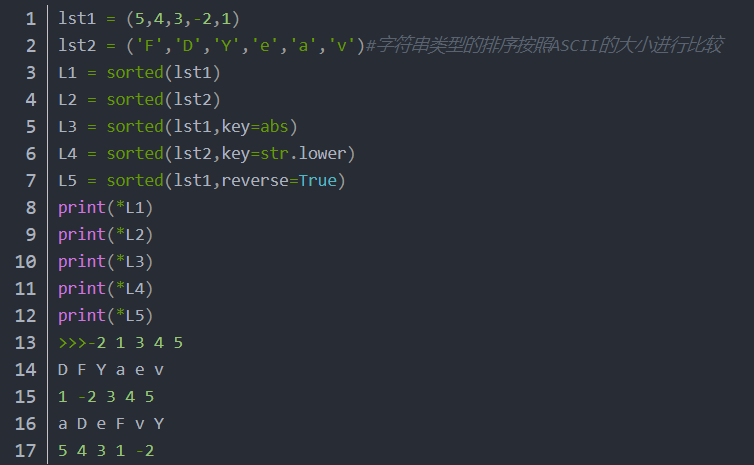 1 lst1 = (5,4,3,-2,1)
2 lst2 = ('F','D','Y','e','a','v')#字符串类型的排序按照ASCII的大小进行比较
3 L1 = sorted(lst1)
4 L2 = sorted(lst2)
5 L3 = sorted(lst1,key=abs)
6 L4 = sorted(lst2,key=str.lower)
7 L5 = sorted(lst1,reverse=True)
8 print(*L1)
9 print(*L2)
10 print(*L3)
11 print(*L4)
12 print(*L5)
13 >>>-2 1 3 4 5
14 D F Y a e v
15 1 -2 3 4 5
16 a D e F v Y
17 5 4 3 1 -2